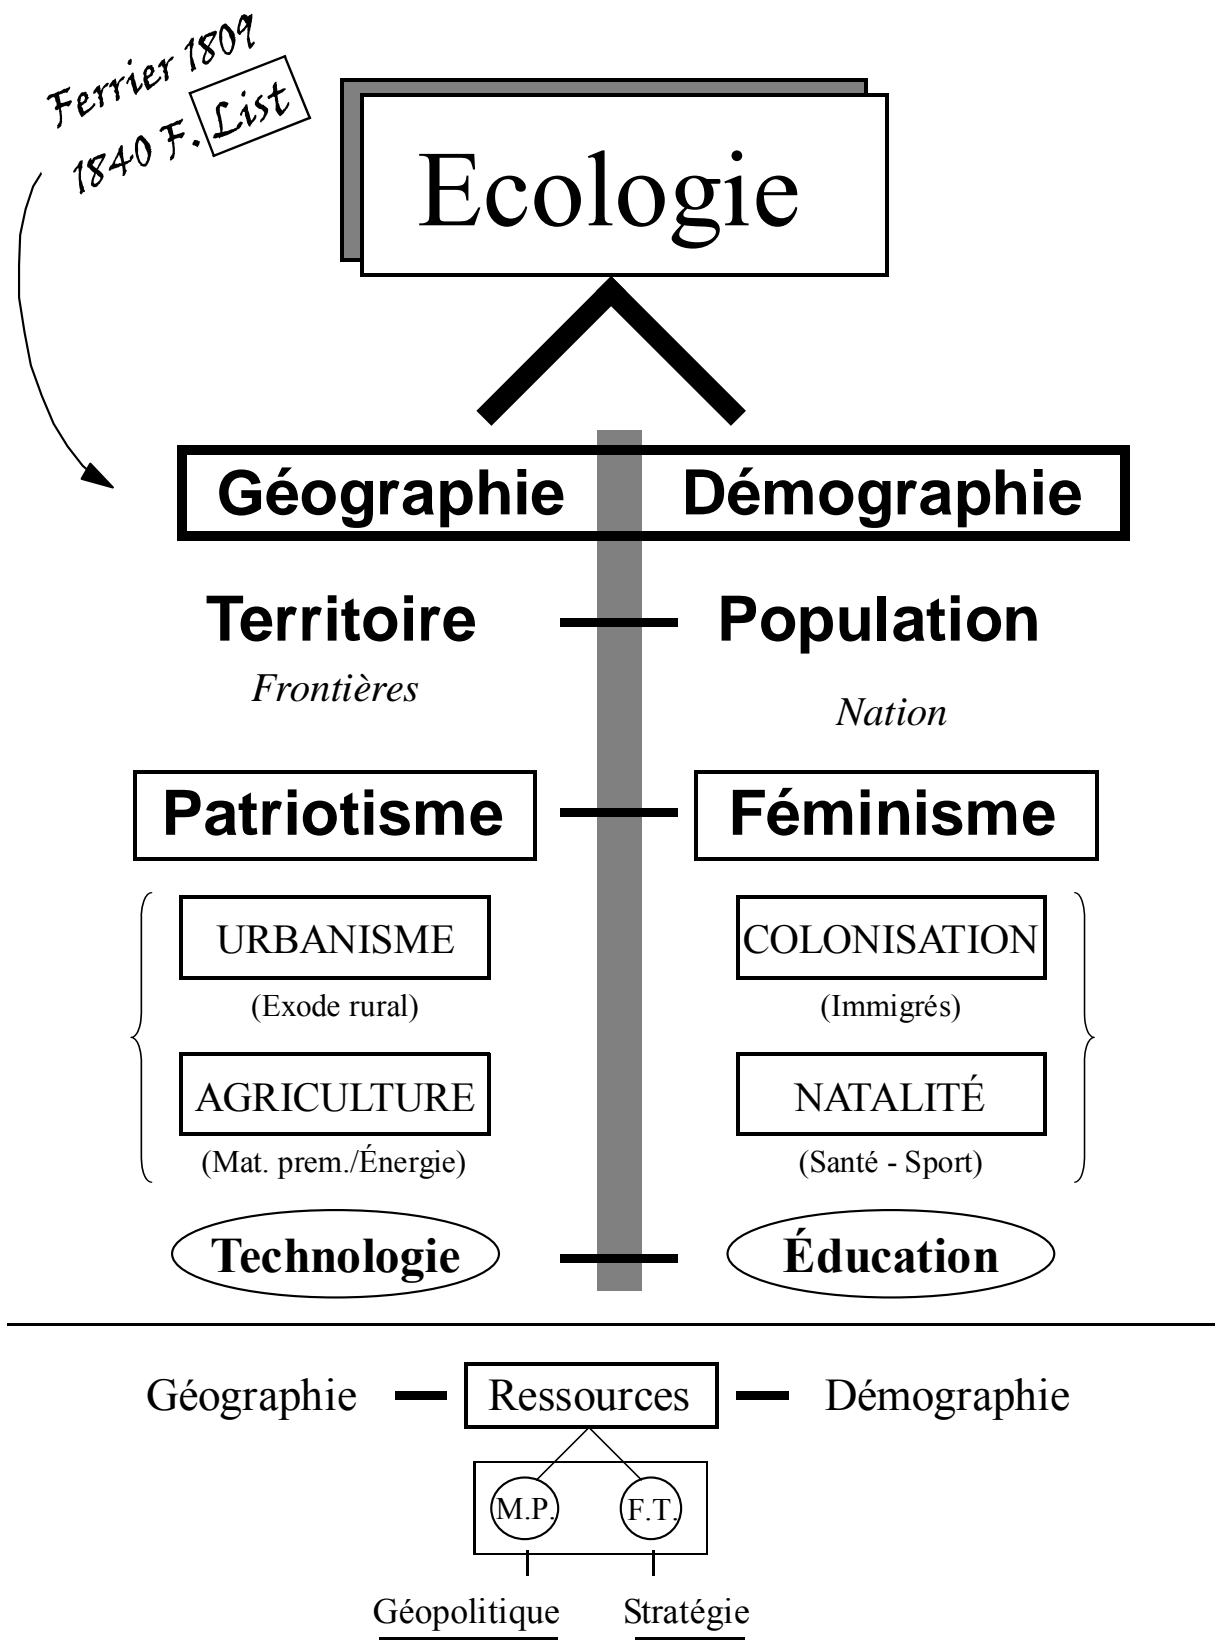 Ferrier 1809
1840 F. List
Ecologie
Géographie Démographie
Territoire Population
Frontières
Nation
Patriotisme Féminisme
URBANISME COLONISATION
(Exode rural) (Immigrés)
AGRICULTURE NATALITÉ
(Mat. prem./Énergie) (Santé - Sport)
Technologie Éducation
Géographie Ressources Démographie
M.P. F.T.
Géopolitique Stratégie